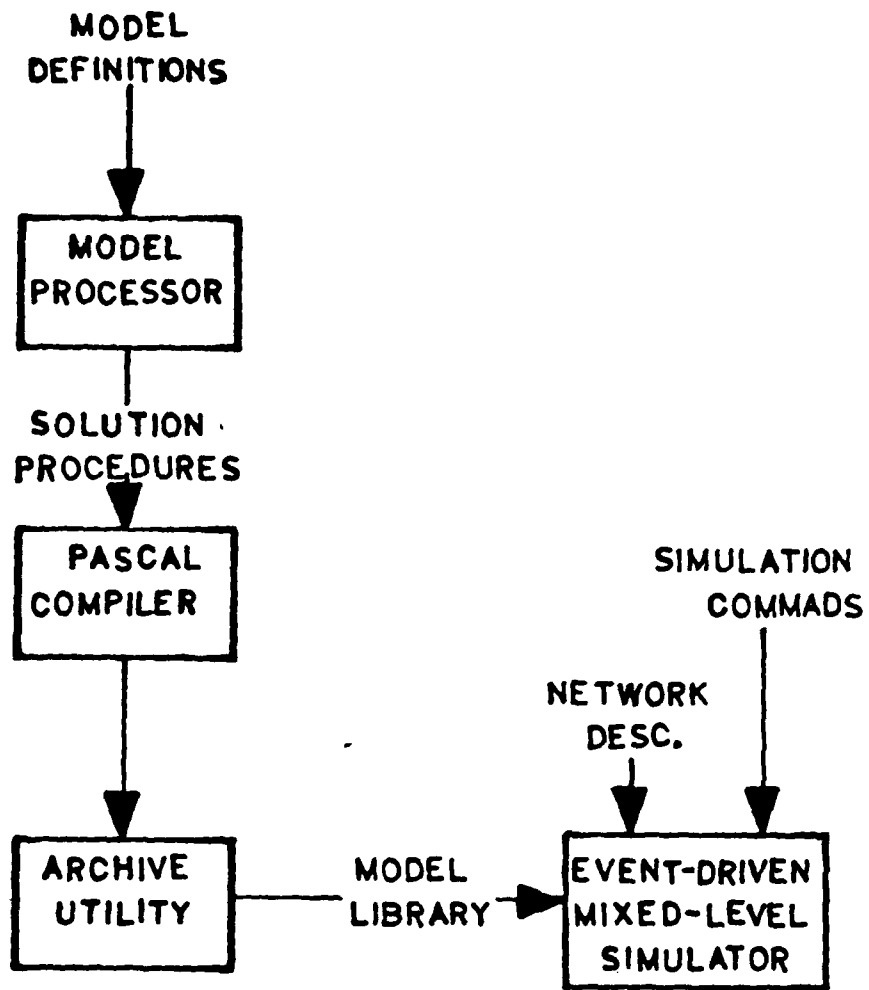 MODEL
DEFINITIONS
MODEL
PROCESSOR
SOLUTION
PROCEDURES
PASCAL
COMPILER
SIMULATION
COMMADS
NETWORK
DESC.
ARCHIVE
UTILITY
MODEL
LIBRARY
EVENT-DRIVEN
MIXED-LEVEL
SIMULATOR